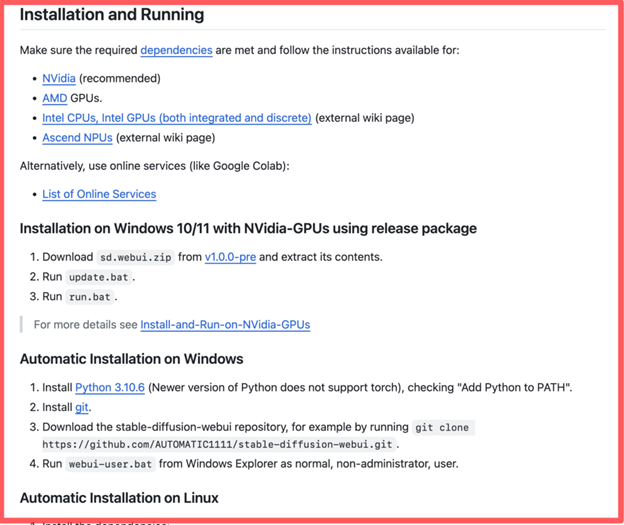 Installation and Running
Make sure the required dependencies are met and follow the instructions available for:
• NVidia (recommended)
• AMD GPUs.
• Intel CPUs, Intel GPUs (both integrated and discrete) (external wiki page)
• Ascend NPUs (external wiki page)
Alternatively, use online services (like Google Colab):
• List of Online Services
Installation on Windows 10/11 with NVidia-GPUs using release package
1. Download sd.webui.zip from v1.0.0-pre and extract its contents.
2. Run update.bat.
3. Run run.bat.
For more details see Install-and-Run-on-NVidia-GPUs
Automatic Installation on Windows
1. Install Python 3.10.6 (Newer version of Python does not support torch), checking "Add Python to PATH".
2. Install git.
3. Download the stable-diffusion-webui repository, for example by running git clone
https://github.com/AUTOMATIC1111/stable-diffusion-webui.git.
4. Run webui-user.bat from Windows Explorer as normal, non-administrator, user.
Automatic Installation on Linux